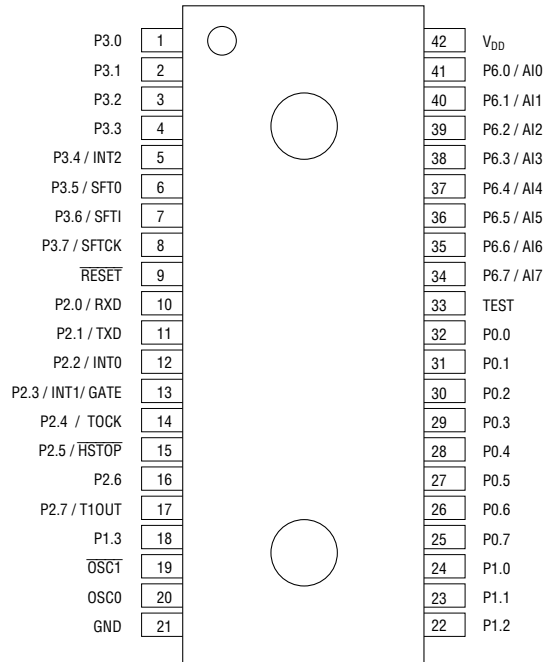 P3.0 1 42 VDD
P3.1 2 41 P6.0 / AI0
P3.2 3 40 P6.1 / AI1
P3.3 4 39 P6.2 / AI2
P3.4 / INT2 5 38 P6.3 / AI3
P3.5 / SFT0 6 37 P6.4 / AI4
P3.6 / SFTI 7 36 P6.5 / AI5
P3.7 / SFTCK 8 35 P6.6 / AI6
RESET 9 34 P6.7 / AI7
P2.0 / RXD 10 33 TEST
P2.1 / TXD 11 32 P0.0
P2.2 / INT0 12 31 P0.1
P2.3 / INT1/ GATE 13 30 P0.2
P2.4 / TOCK 14 29 P0.3
P2.5 / HSTOP 15 28 P0.4
P2.6 16 27 P0.5
P2.7 / T1OUT 17 26 P0.6
P1.3 18 25 P0.7
OSC1 19 24 P1.0
OSC0 20 23 P1.1
GND 21 22 P1.2